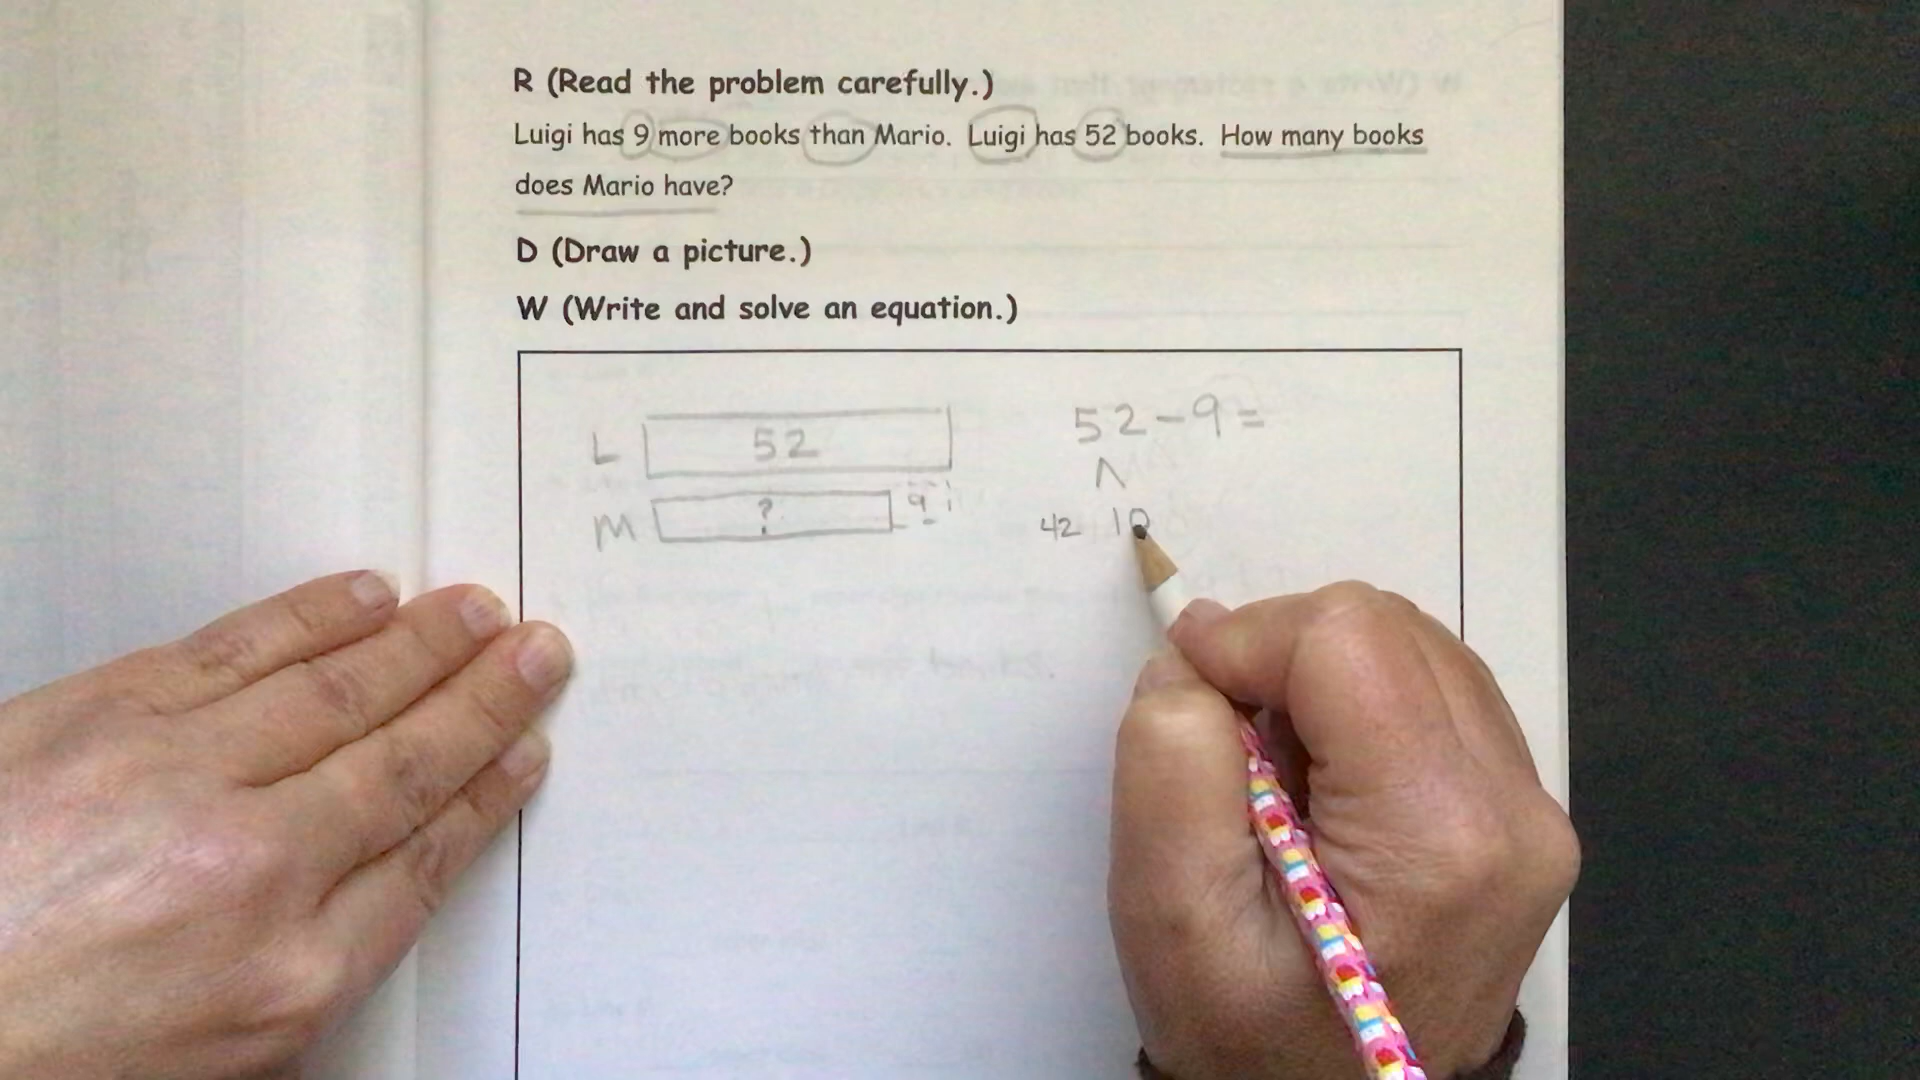 R (Read the problem carefully.)
Luigi has 9 more books than Mario. Luigi has 52 books. How many books
does Mario have?
D (Draw a picture.)
W (Write and solve an equation.)
L 52
M ? 9
52 - 9 =
42 10